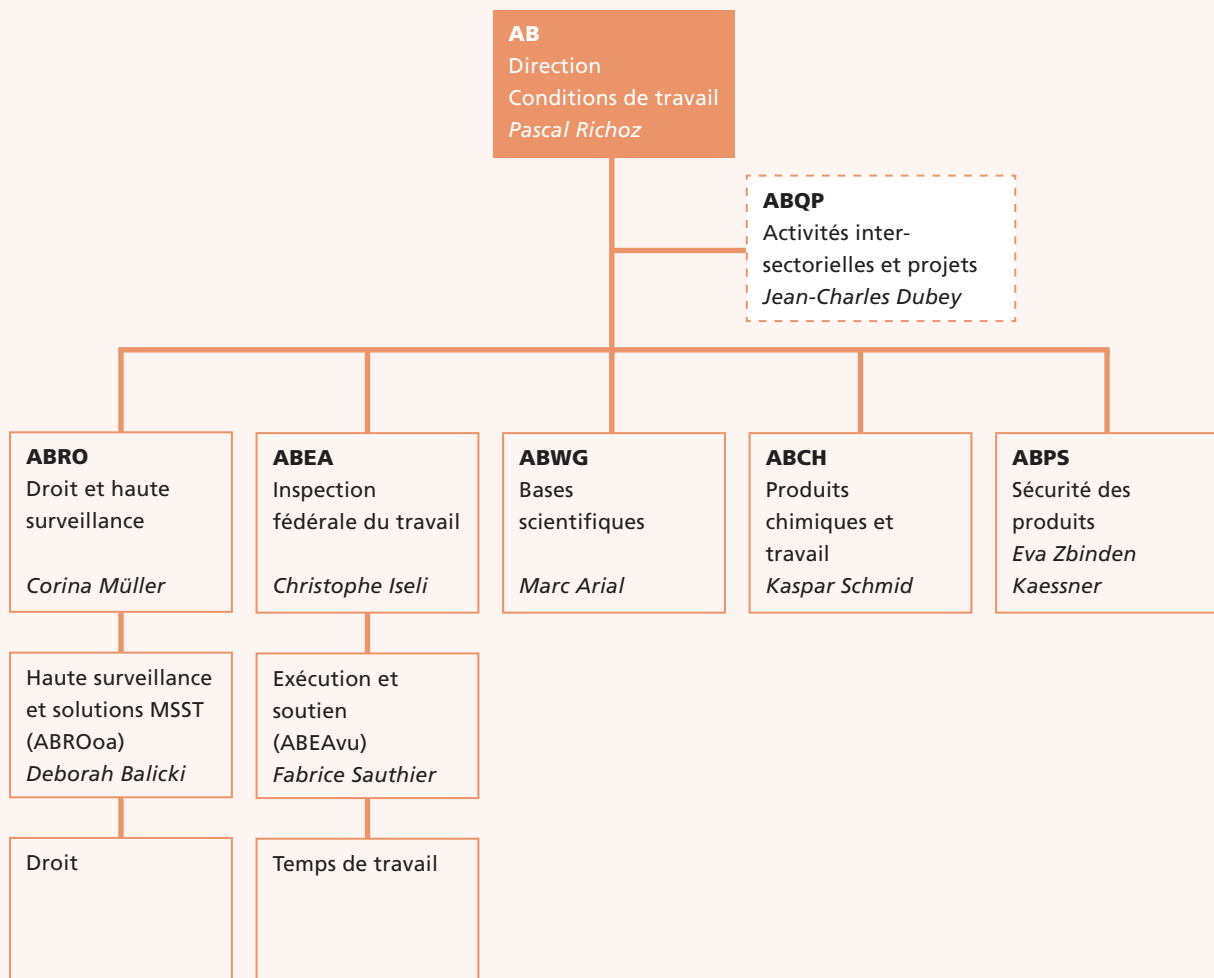 AB
Direction
Conditions de travail
Pascal Richoz
ABQP
Activités inter-
sectorielles et projets
Jean-Charles Dubey
ABRO
Droit et haute
surveillance
Corina Müller
ABEA
Inspection
fédérale du travail
Christophe Iseli
ABWG
Bases
scientifiques
Marc Arial
ABCH
Produits
chimiques et
travail
Kaspar Schmid
ABPS
Sécurité des
produits
Eva Zbinden
Kaessner
Haute surveillance
et solutions MSST
(ABROoa)
Deborah Balicki
Exécution et
soutien
(ABEAvu)
Fabrice Sauthier
Droit
Temps de travail